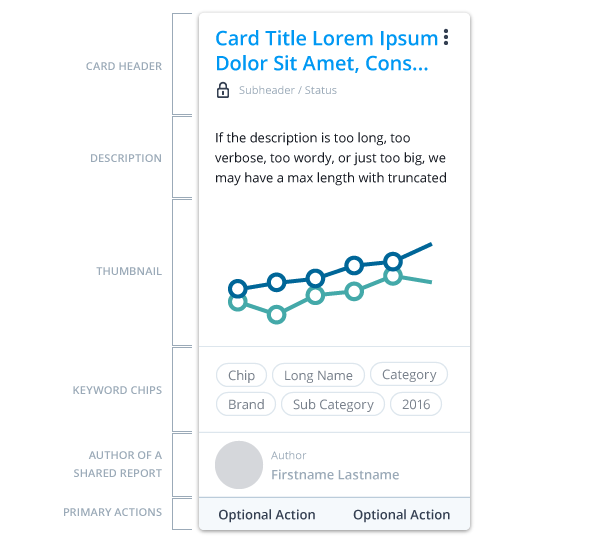 CARD HEADER
Card Title Lorem Ipsum
Dolor Sit Amet, Cons...
Subheader / Status
DESCRIPTION
If the description is too long, too
verbose, too wordy, or just too big, we
may have a max length with truncated
THUMBNAIL
KEYWORD CHIPS
Chip Long Name Category
Brand Sub Category 2016
AUTHOR OF A
SHARED REPORT
Author
Firstname Lastname
PRIMARY ACTIONS
Optional Action Optional Action